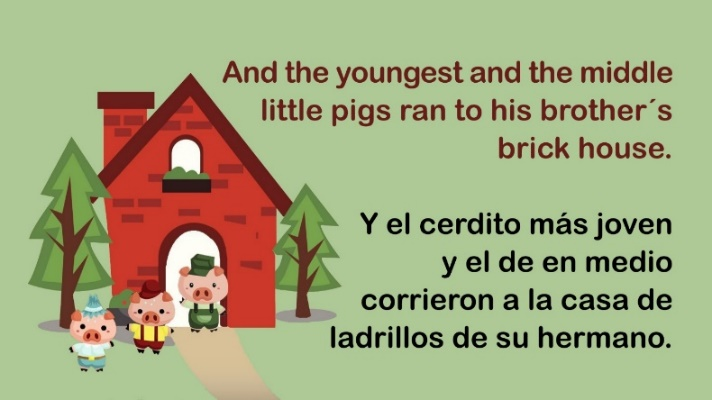 And the youngest and the middle
little pigs ran to his brother´s
brick house.
Y el cerdito más joven
y el de en medio
corrieron a la casa de
ladrillos de su hermano.